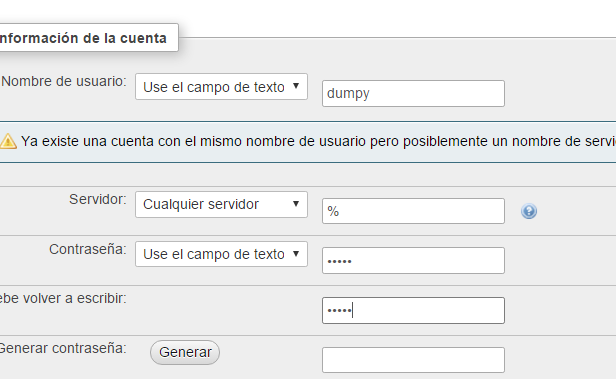 nformación de la cuenta
Nombre de usuario: Use el campo de texto dumpy
Ya existe una cuenta con el mismo nombre de usuario pero posiblemente un nombre de servi
Servidor: Cualquier servidor %
Contraseña: Use el campo de texto •••••
ebe volver a escribir: •••••
Generar contraseña: Generar